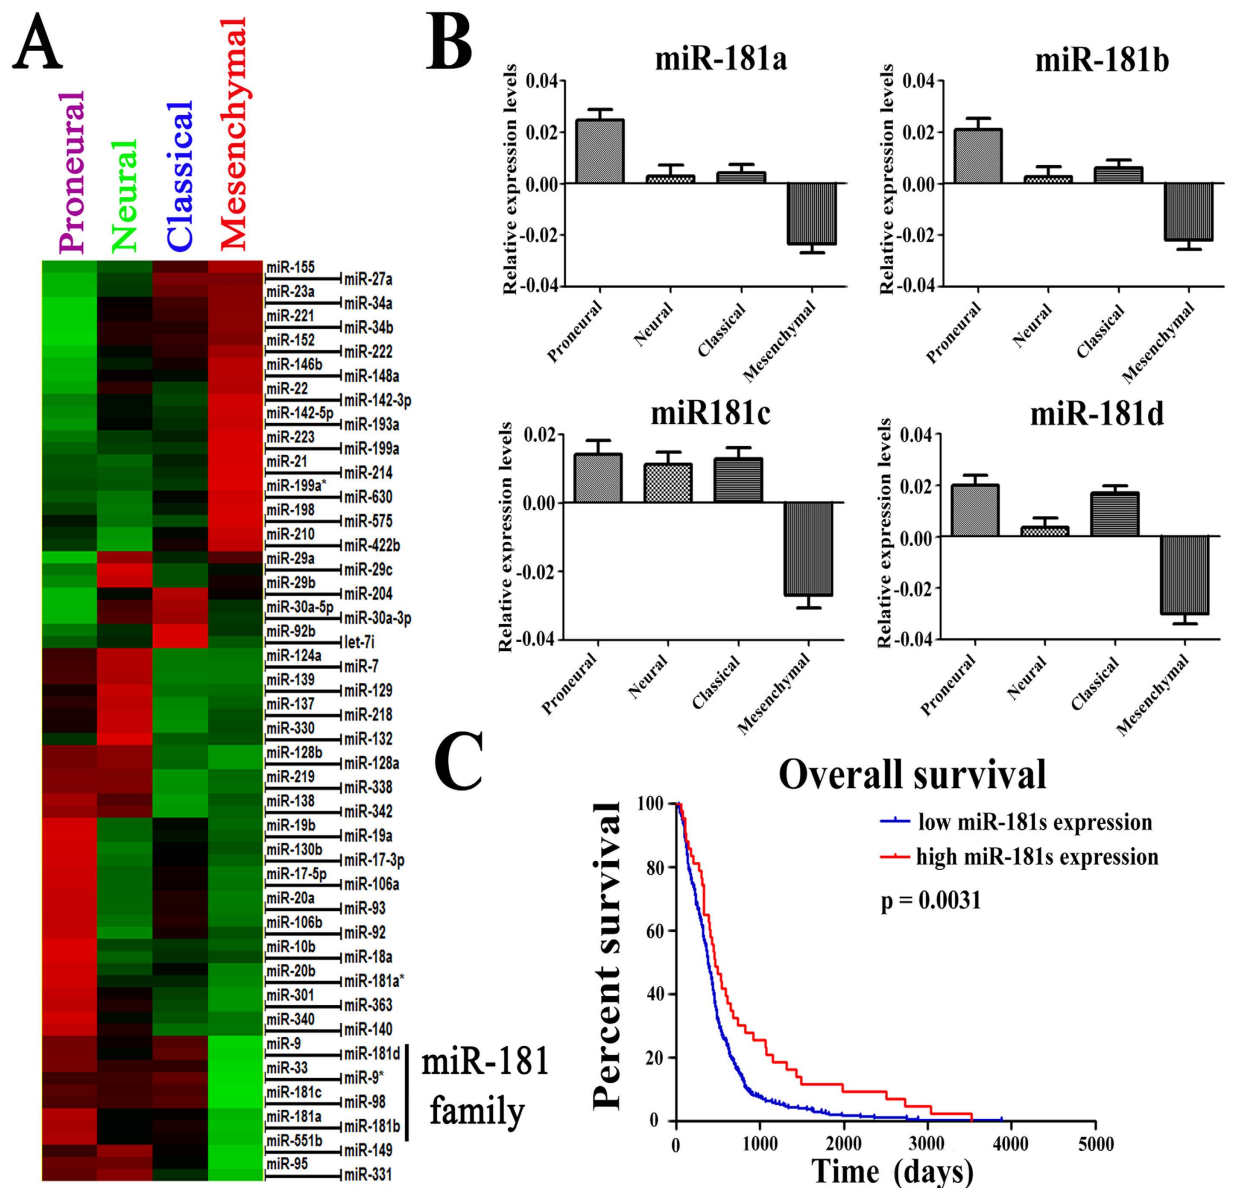 A
Proneural
Neural
Classical
Mesenchymal
miR-155
miR-27a
miR-23a
miR-34a
miR-221
miR-34b
miR-152
miR-222
miR-146b
miR-148a
miR-22
miR-142-3p
miR-142-5p
miR-193a
miR-223
miR-199a
miR-21
miR-214
miR-199a*
miR-630
miR-198
miR-575
miR-210
miR-422b
miR-29a
miR-29c
miR-29b
miR-204
miR-30a-5p
miR-30a-3p
miR-92b
let-7i
miR-124a
miR-7
miR-139
miR-129
miR-137
miR-218
miR-330
miR-132
miR-128b
miR-128a
miR-219
miR-338
miR-138
miR-342
miR-19b
miR-19a
miR-130b
miR-17-3p
miR-17-5p
miR-106a
miR-20a
miR-93
miR-106b
miR-92
miR-10b
miR-18a
miR-20b
miR-181a*
miR-301
miR-363
miR-340
miR-140
miR-9
miR-181d
miR-33
miR-9*
miR-181c
miR-98
miR-181a
miR-181b
miR-551b
miR-149
miR-95
miR-331
miR-181
family
B
miR-181a
Relative expression levels
0.04
0.02
0.00
-0.02
-0.04
Proneural
Neural
Classical
Mesenchymal
miR-181b
Relative expression levels
0.04
0.02
0.00
-0.02
-0.04
Proneural
Neural
Classical
Mesenchymal
miR181c
Relative expression levels
0.02
0.00
-0.02
-0.04
Proneural
Neural
Classical
Mesenchymal
miR-181d
Relative expression levels
0.04
0.02
0.00
-0.02
-0.04
Proneural
Neural
Classical
Mesenchymal
C
Overall survival
Percent survival
100
80
60
40
20
0
low miR-181s expression
high miR-181s expression
p = 0.0031
0
1000
2000
3000
4000
5000
Time (days)